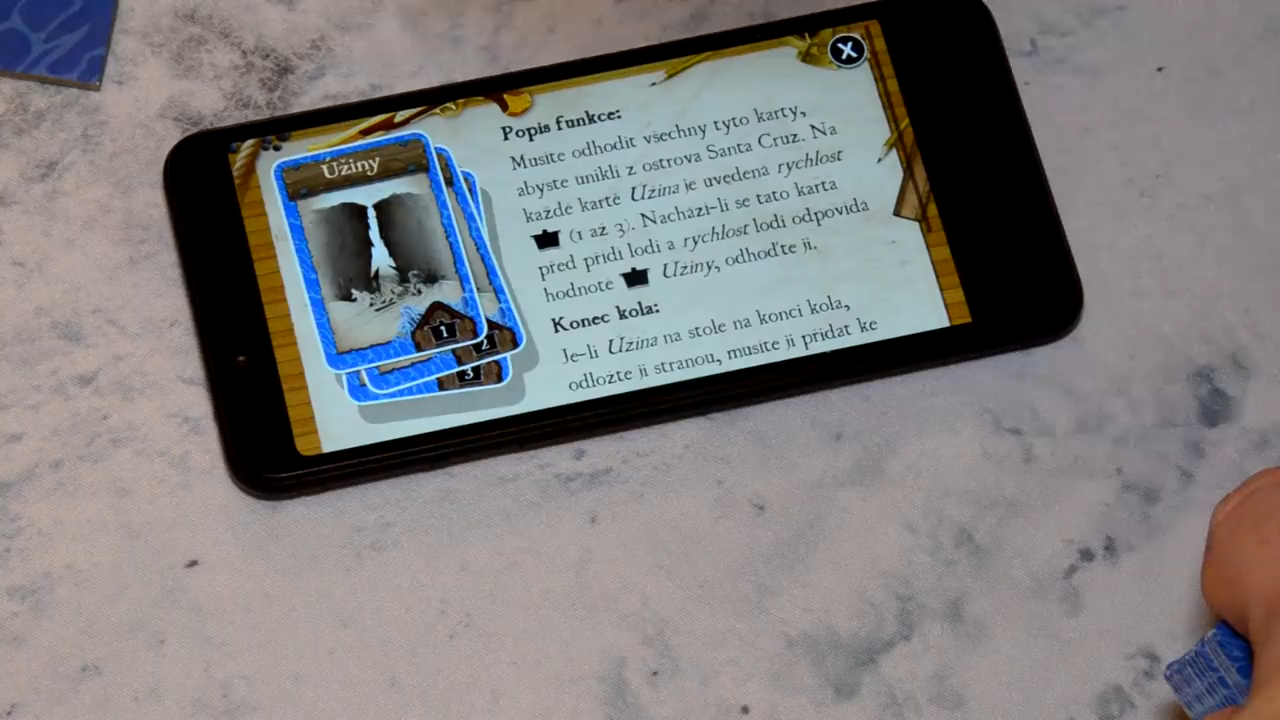 X
Úžiny
1
2
3
Popis funkce:
Musíte odhodit všechny tyto karty,
abyste unikli z ostrova Santa Cruz. Na
každé kartě Úžina je uvedena rychlost
(1 až 3). Nachází-li se tato karta
před přídí lodi a rychlost lodi odpovídá
hodnotě Úžiny, odhoďte ji.
Konec kola:
Je-li Úžina na stole na konci kola,
odložte ji stranou, musíte ji přidat ke